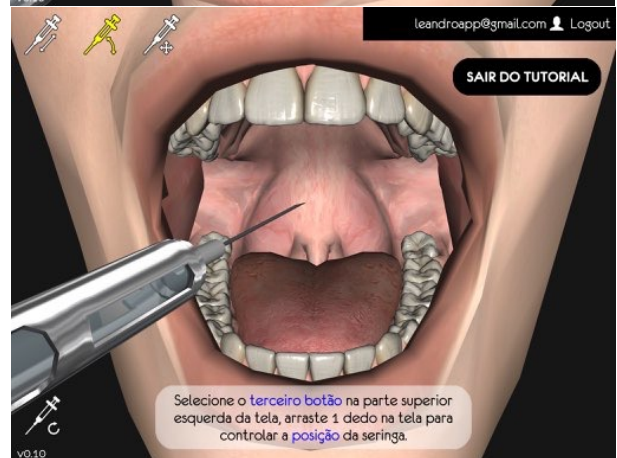 leandroapp@gmail.com Logout
SAIR DO TUTORIAL
Selecione o terceiro botão na parte superior
esquerda da tela, arraste 1 dedo na tela para
controlar a posição da seringa.
v0.10